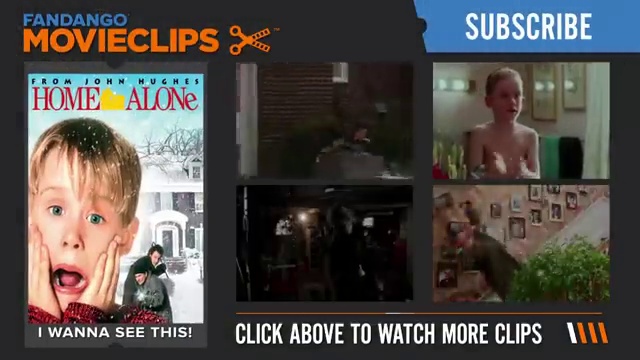 FANDANGO
MOVIECLIPS
SUBSCRIBE
FROM JOHN HUGHES
HOME ALONe
I WANNA SEE THIS!
CLICK ABOVE TO WATCH MORE CLIPS